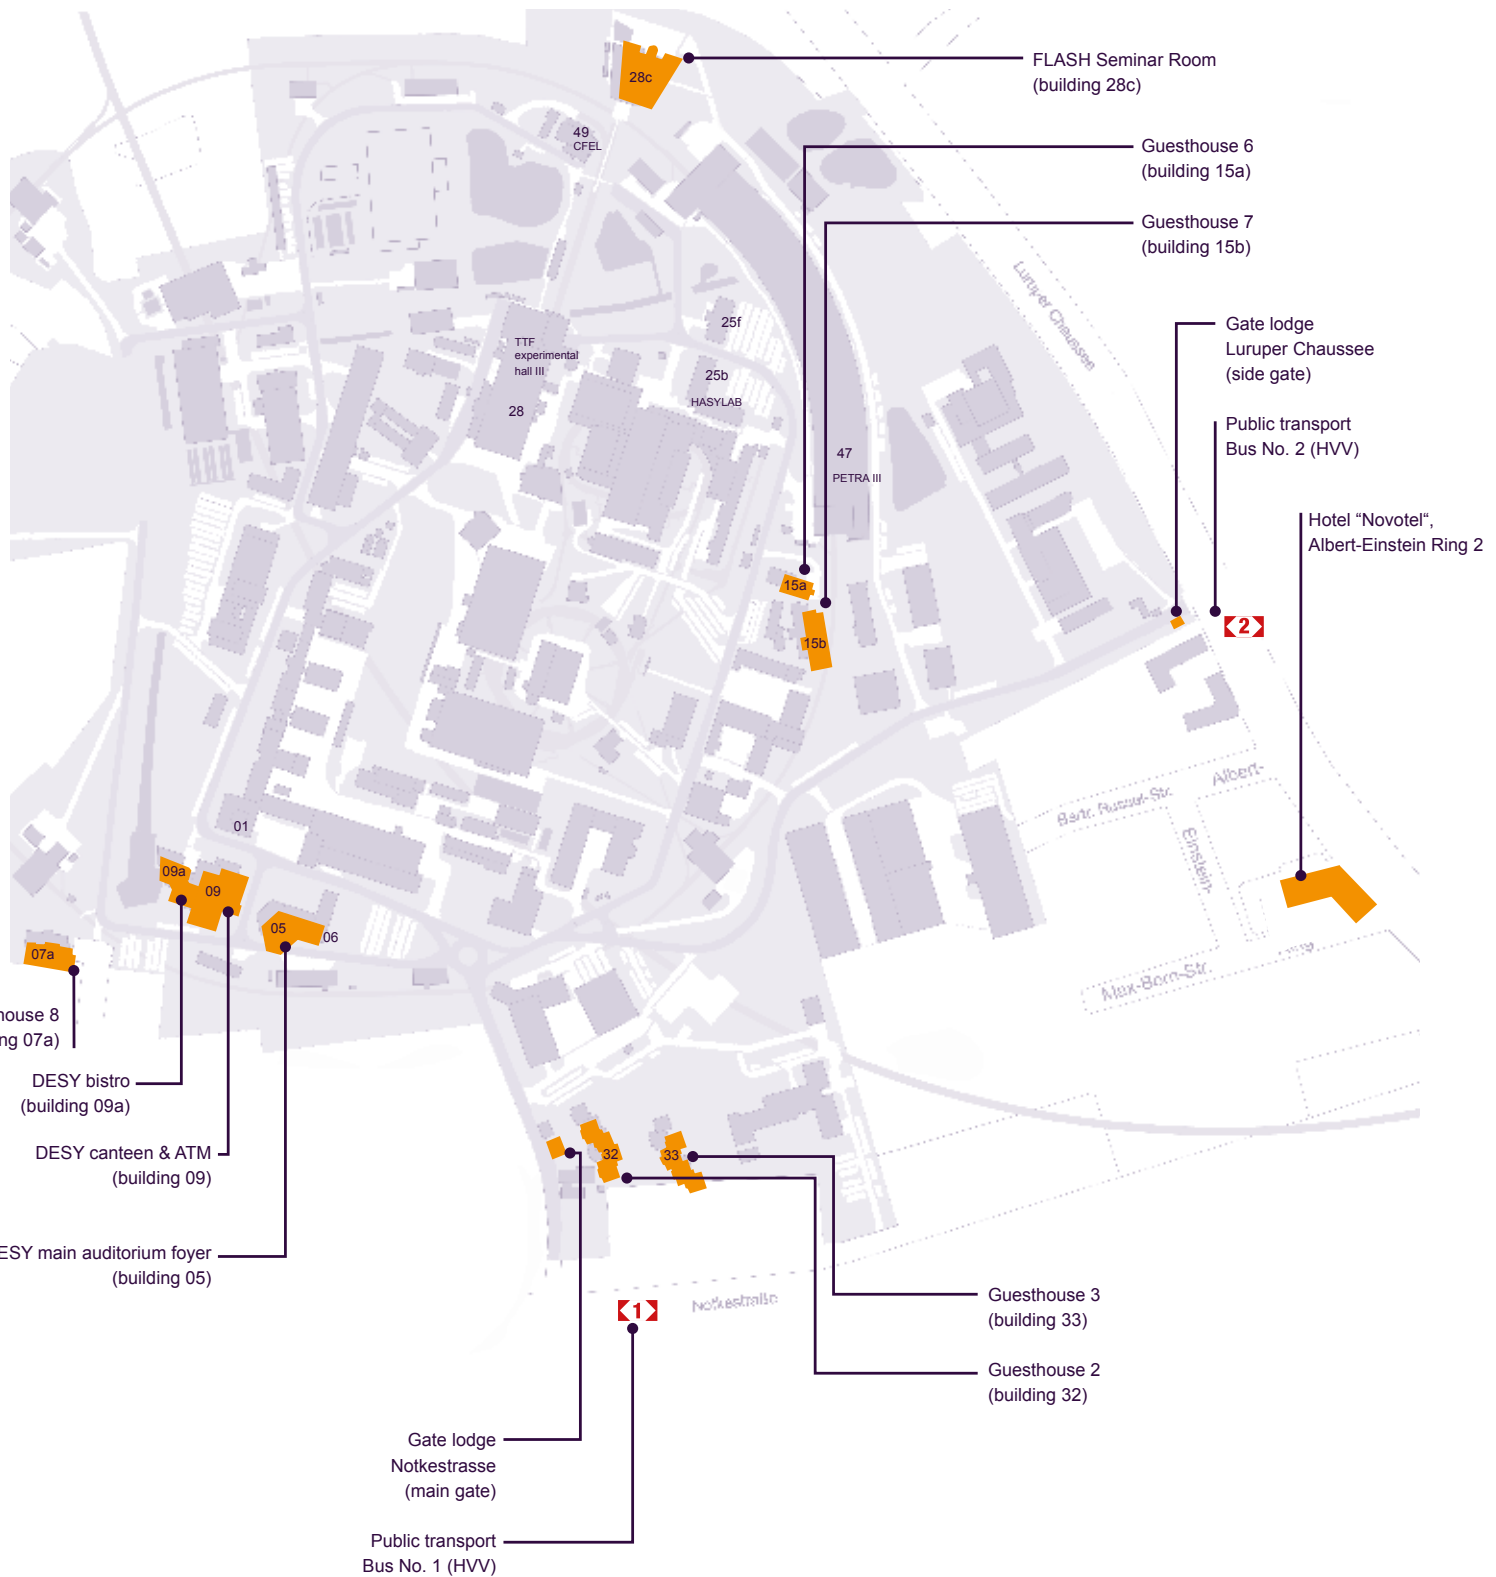 28c
FLASH Seminar Room
(building 28c)
49
CFEL
Guesthouse 6
(building 15a)
Guesthouse 7
(building 15b)
Luruper Chaussee
25f
Gate lodge
Luruper Chaussee
(side gate)
TTF
experimental
hall III
25b
HASYLAB
28
Public transport
Bus No. 2 (HVV)
47
PETRA III
Hotel “Novotel“,
Albert-Einstein Ring 2
15a
2
15b
Albert-
Bertr.-Russel-Str.
Einstein-
01
09a
09
05
06
07a
Max-Born-Str.
house 8
ng 07a)
DESY bistro
(building 09a)
DESY canteen & ATM
(building 09)
32
33
ESY main auditorium foyer
(building 05)
Notkestraße
1
Guesthouse 3
(building 33)
Guesthouse 2
(building 32)
Gate lodge
Notkestrasse
(main gate)
Public transport
Bus No. 1 (HVV)